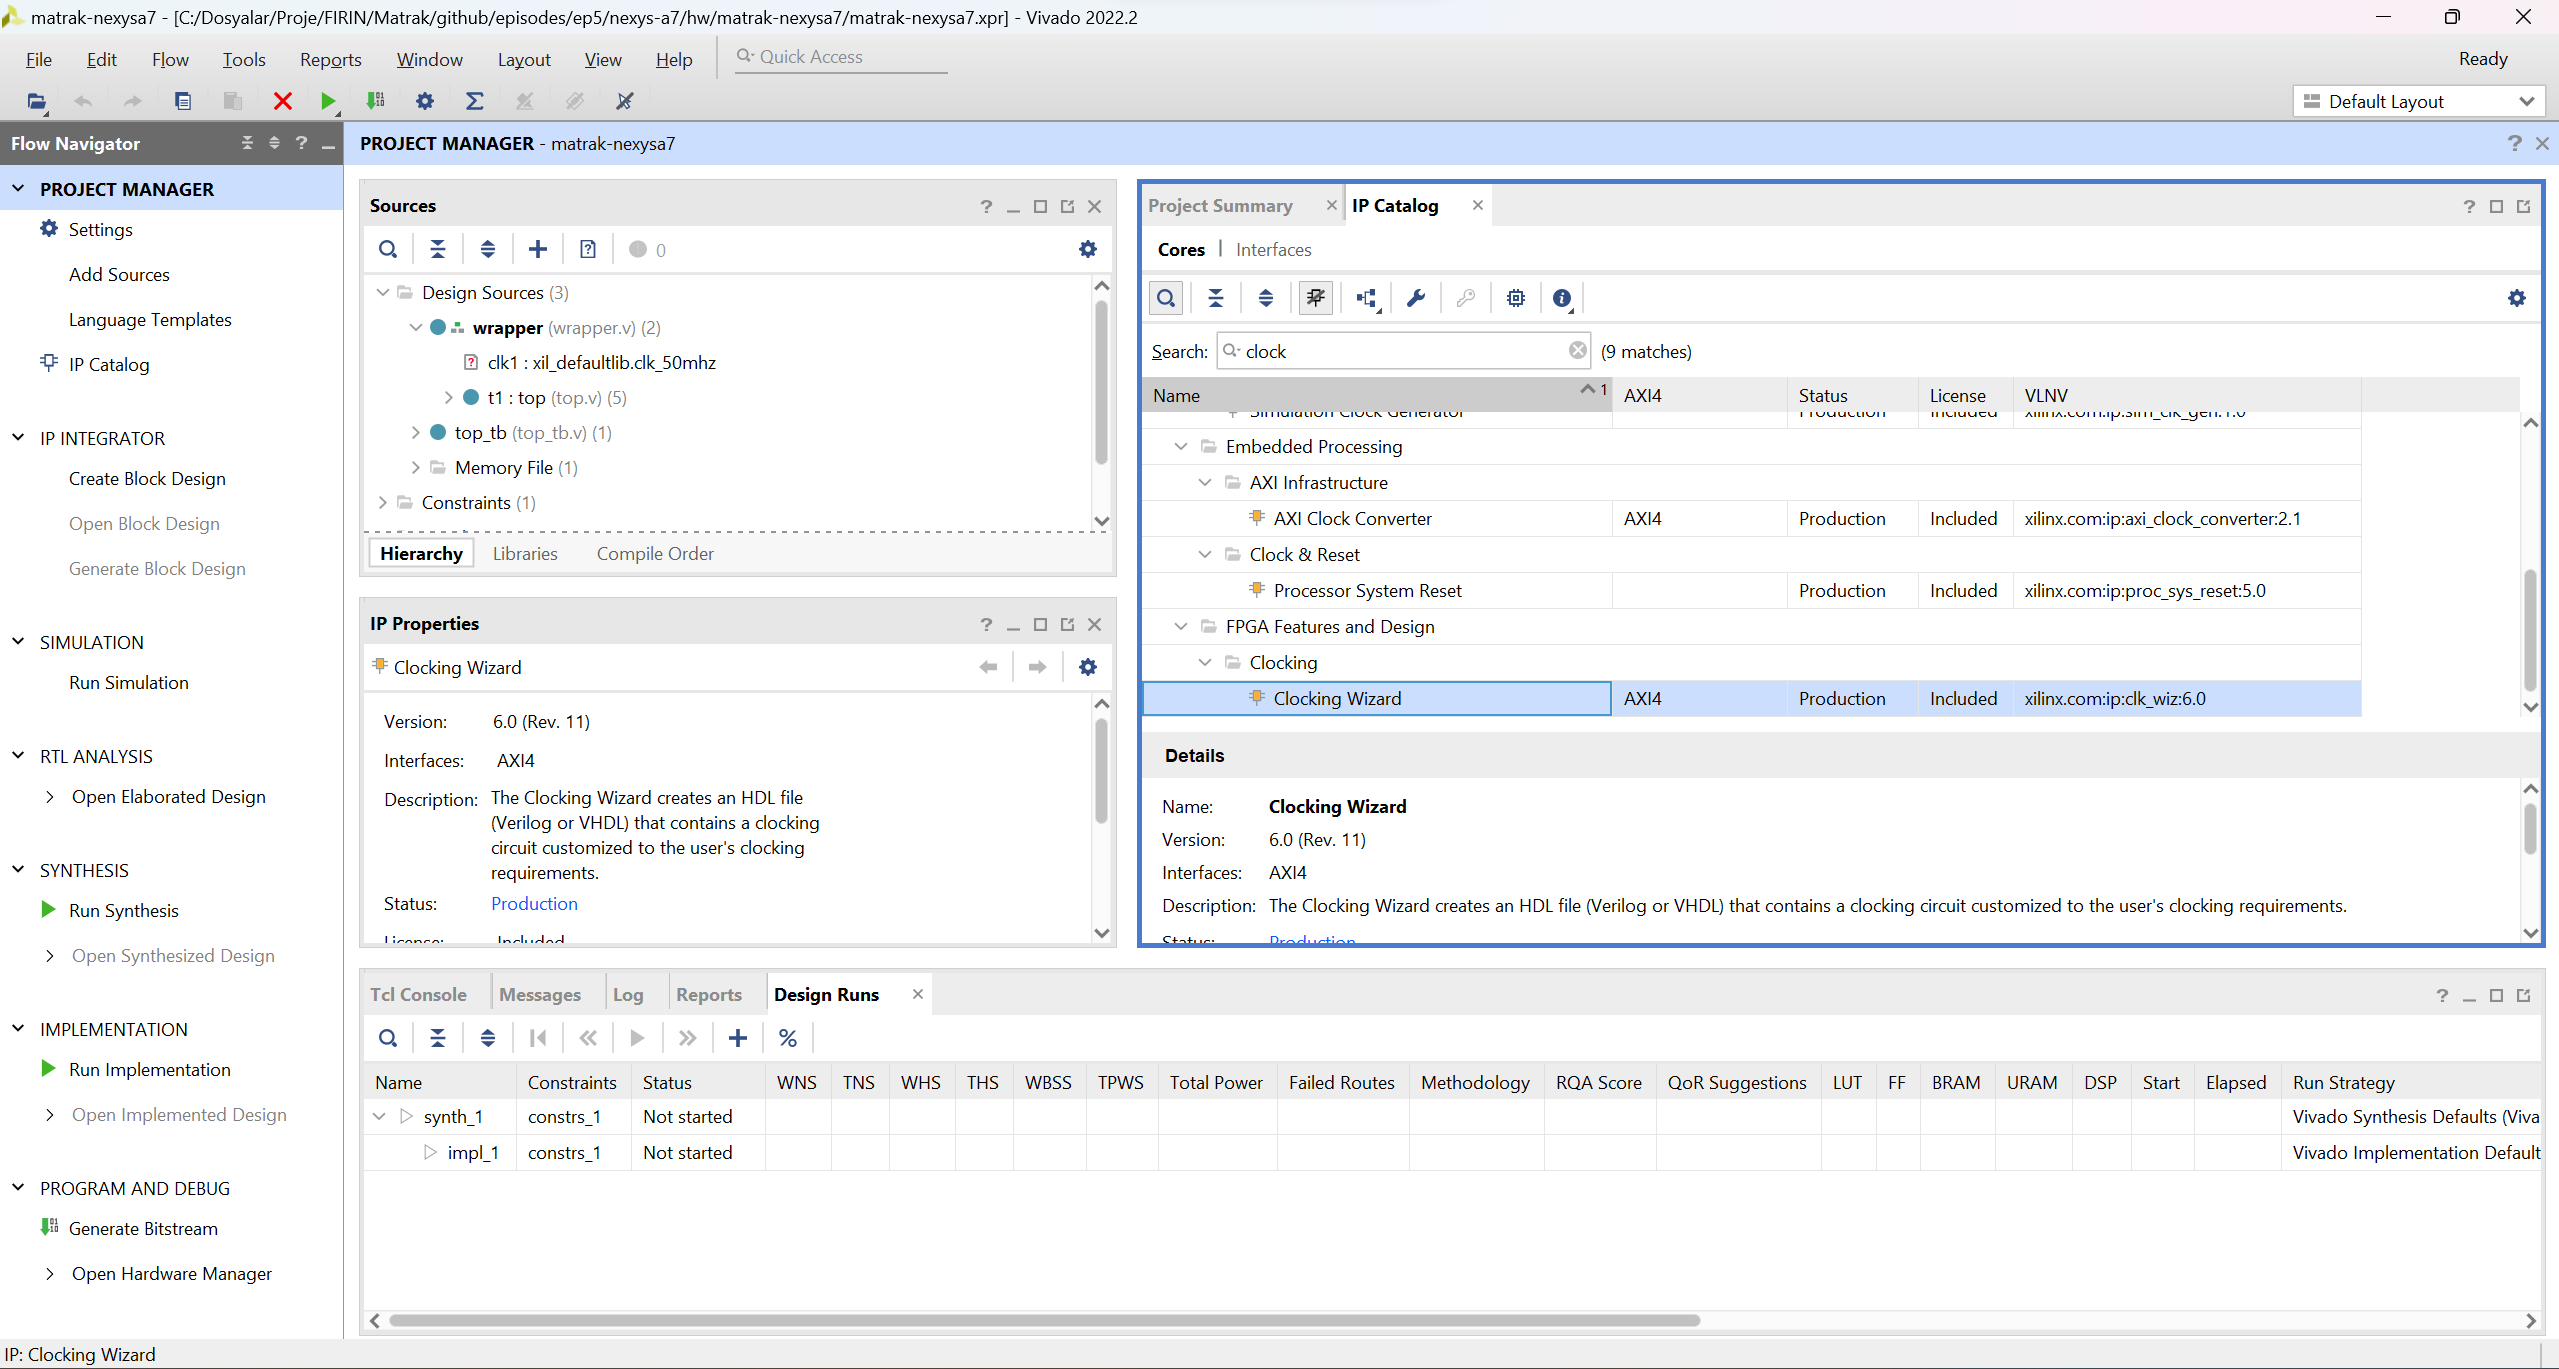 matrak-nexysa7 - [C:/Dosyalar/Proje/FIRIN/Matrak/github/episodes/ep5/nexys-a7/hw/matrak-nexysa7/matrak-nexysa7.xpr] - Vivado 2022.2
File Edit Flow Tools Reports Window Layout View Help Quick Access Ready
Default Layout
Flow Navigator
PROJECT MANAGER
Settings
Add Sources
Language Templates
IP Catalog
IP INTEGRATOR
Create Block Design
Open Block Design
Generate Block Design
SIMULATION
Run Simulation
RTL ANALYSIS
Open Elaborated Design
SYNTHESIS
Run Synthesis
Open Synthesized Design
IMPLEMENTATION
Run Implementation
Open Implemented Design
PROGRAM AND DEBUG
Generate Bitstream
Open Hardware Manager
PROJECT MANAGER - matrak-nexysa7
Sources
0
Design Sources (3)
wrapper (wrapper.v) (2)
clk1 : xil_defaultlib.clk_50mhz
t1 : top (top.v) (5)
top_tb (top_tb.v) (1)
Memory File (1)
Constraints (1)
Hierarchy Libraries Compile Order
IP Properties
Clocking Wizard
Version: 6.0 (Rev. 11)
Interfaces: AXI4
Description: The Clocking Wizard creates an HDL file
(Verilog or VHDL) that contains a clocking
circuit customized to the user's clocking
requirements.
Status: Production
License: Included
Project Summary IP Catalog
Cores | Interfaces
Search: clock (9 matches)
Name 1 AXI4 Status License VLNV
Simulation Clock Generator Production Included xilinx.com:ip:sim_clk_gen:1.0
Embedded Processing
AXI Infrastructure
AXI Clock Converter AXI4 Production Included xilinx.com:ip:axi_clock_converter:2.1
Clock & Reset
Processor System Reset Production Included xilinx.com:ip:proc_sys_reset:5.0
FPGA Features and Design
Clocking
Clocking Wizard AXI4 Production Included xilinx.com:ip:clk_wiz:6.0
Details
Name: Clocking Wizard
Version: 6.0 (Rev. 11)
Interfaces: AXI4
Description: The Clocking Wizard creates an HDL file (Verilog or VHDL) that contains a clocking circuit customized to the user's clocking requirements.
Status: Production
Tcl Console Messages Log Reports Design Runs
Name Constraints Status WNS TNS WHS THS WBSS TPWS Total Power Failed Routes Methodology RQA Score QoR Suggestions LUT FF BRAM URAM DSP Start Elapsed Run Strategy
synth_1 constrs_1 Not started Vivado Synthesis Defaults (Viva
impl_1 constrs_1 Not started Vivado Implementation Default
IP: Clocking Wizard